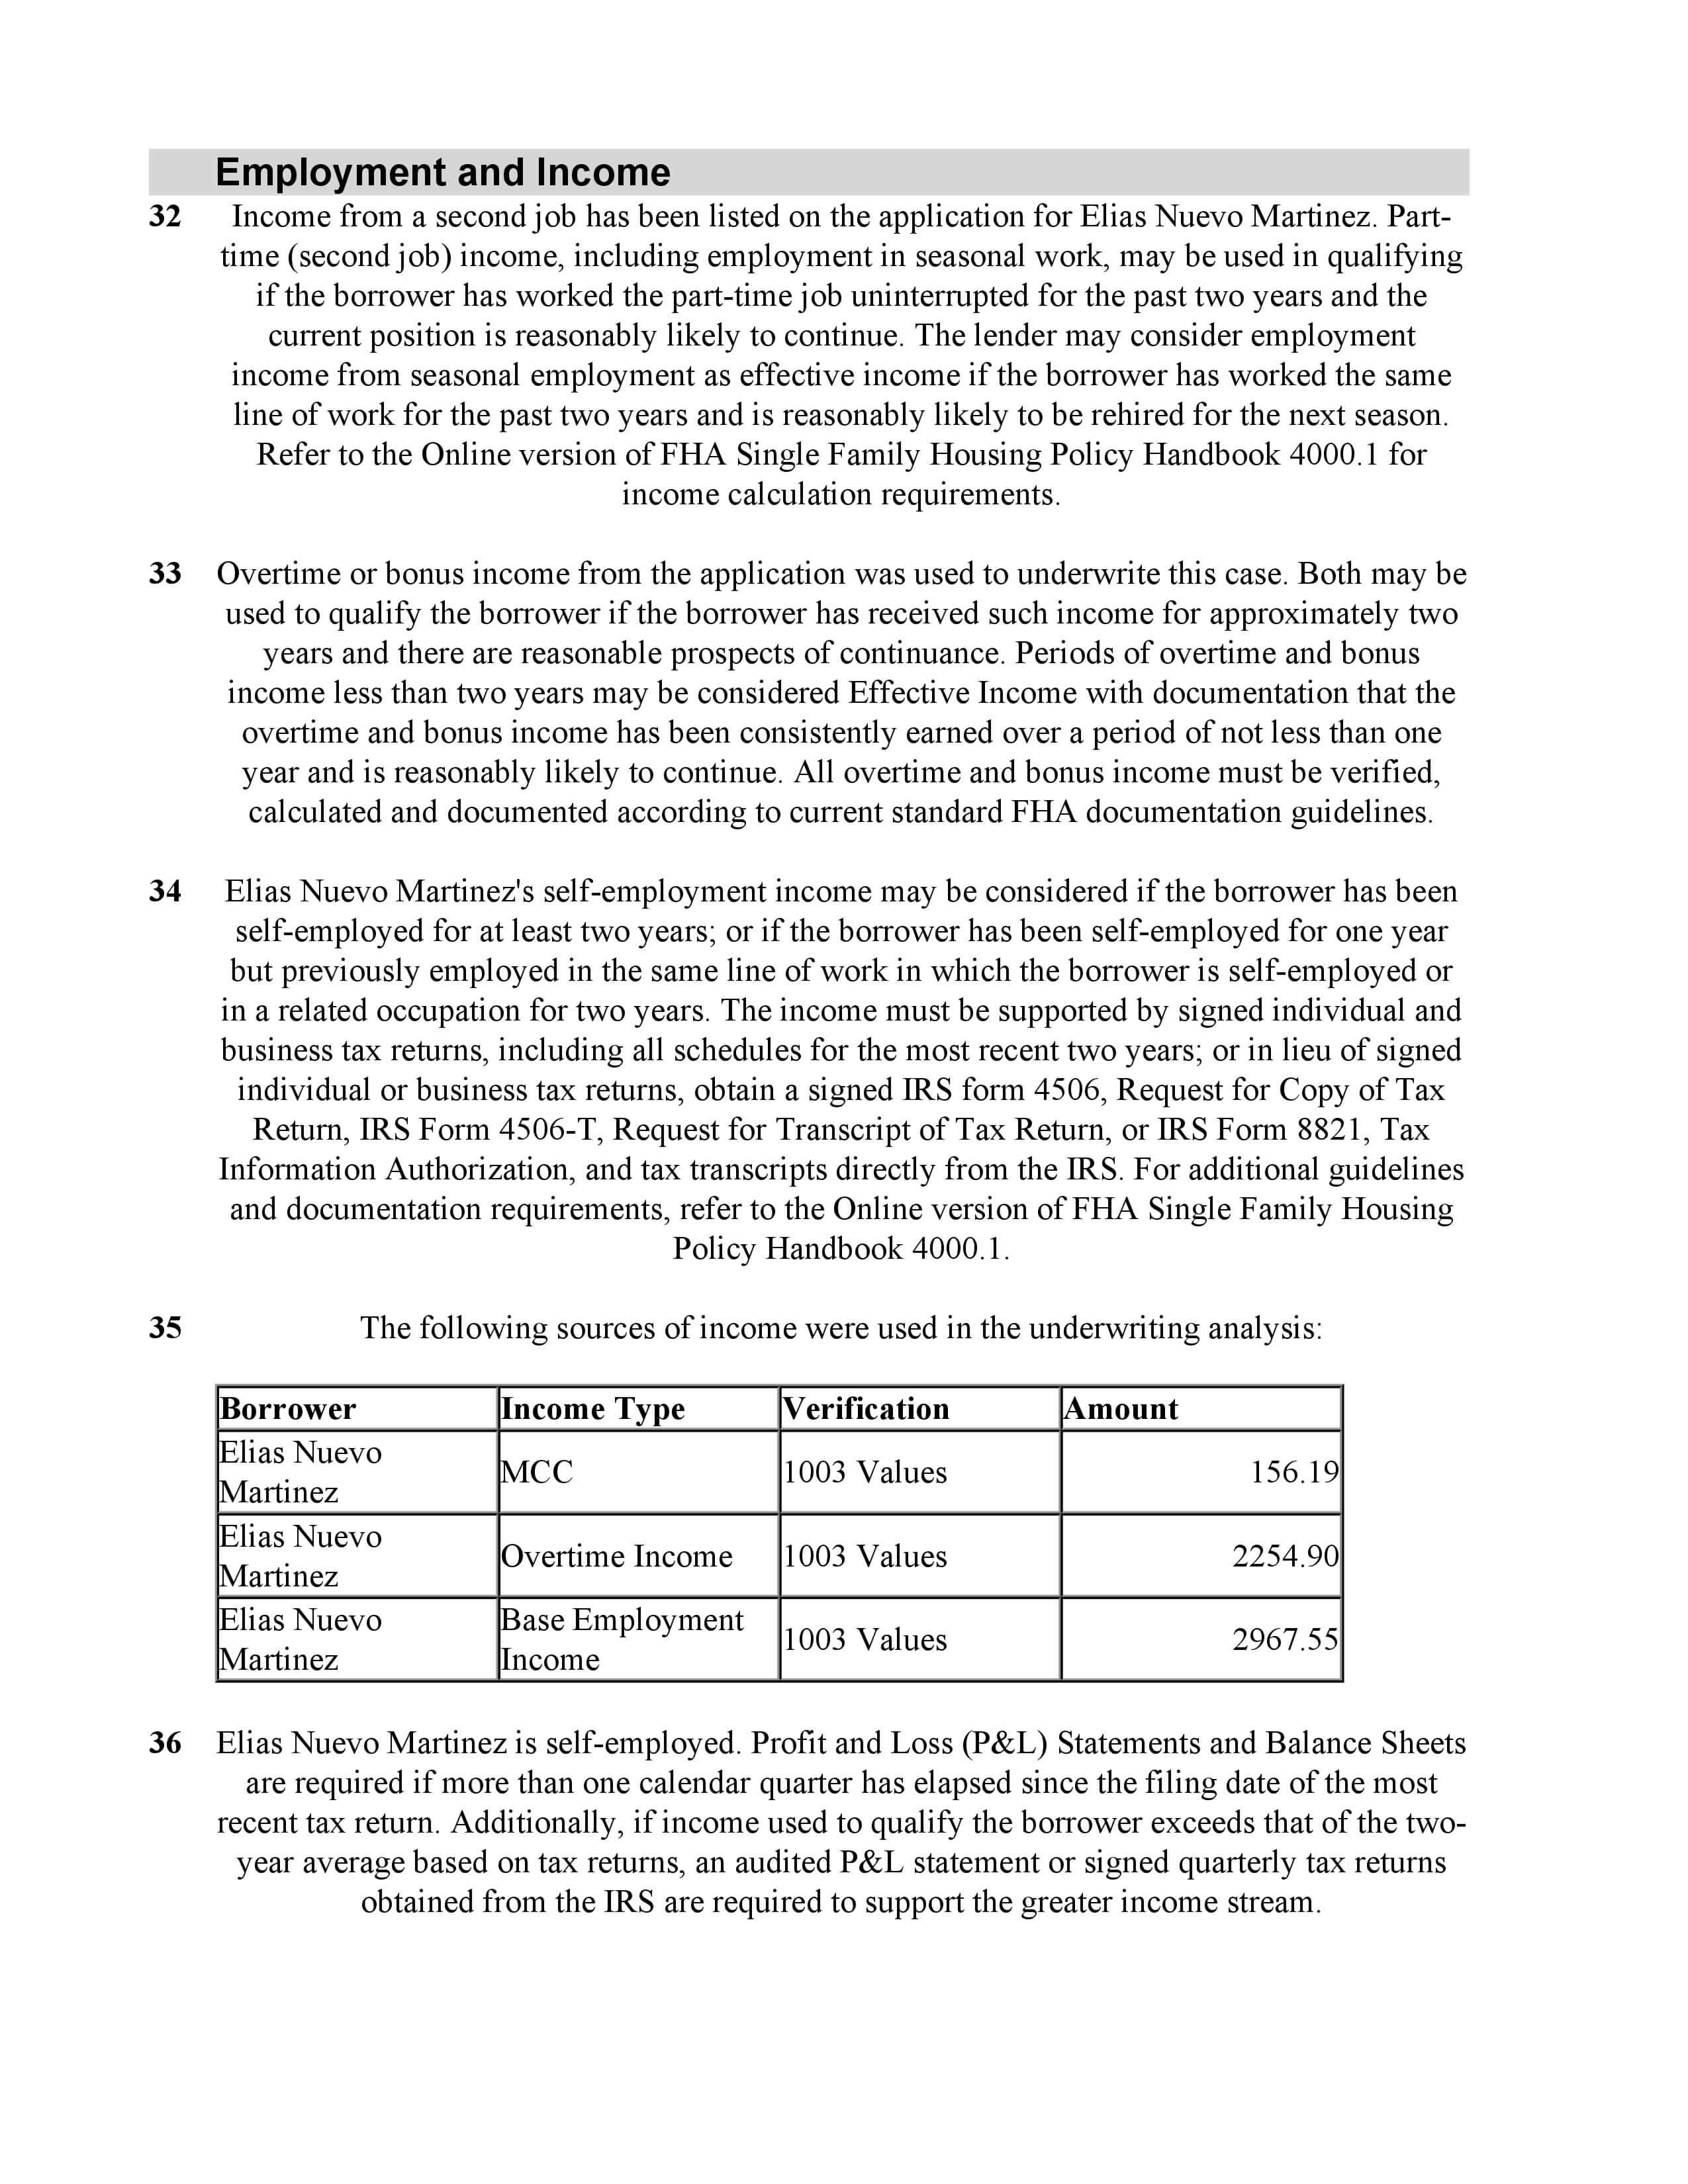 Employment and Income
32 Income from a second job has been listed on the application for Elias Nuevo Martinez. Part-
time (second job) income, including employment in seasonal work, may be used in qualifying
if the borrower has worked the part-time job uninterrupted for the past two years and the
current position is reasonably likely to continue. The lender may consider employment
income from seasonal employment as effective income if the borrower has worked the same
line of work for the past two years and is reasonably likely to be rehired for the next season.
Refer to the Online version of FHA Single Family Housing Policy Handbook 4000.1 for
income calculation requirements.
33 Overtime or bonus income from the application was used to underwrite this case. Both may be
used to qualify the borrower if the borrower has received such income for approximately two
years and there are reasonable prospects of continuance. Periods of overtime and bonus
income less than two years may be considered Effective Income with documentation that the
overtime and bonus income has been consistently earned over a period of not less than one
year and is reasonably likely to continue. All overtime and bonus income must be verified,
calculated and documented according to current standard FHA documentation guidelines.
34 Elias Nuevo Martinez's self-employment income may be considered if the borrower has been
self-employed for at least two years; or if the borrower has been self-employed for one year
but previously employed in the same line of work in which the borrower is self-employed or
in a related occupation for two years. The income must be supported by signed individual and
business tax returns, including all schedules for the most recent two years; or in lieu of signed
individual or business tax returns, obtain a signed IRS form 4506, Request for Copy of Tax
Return, IRS Form 4506-T, Request for Transcript of Tax Return, or IRS Form 8821, Tax
Information Authorization, and tax transcripts directly from the IRS. For additional guidelines
and documentation requirements, refer to the Online version of FHA Single Family Housing
Policy Handbook 4000.1.
35 The following sources of income were used in the underwriting analysis:
Borrower Income Type Verification Amount
Elias Nuevo
Martinez MCC 1003 Values 156.19
Elias Nuevo
Martinez Overtime Income 1003 Values 2254.90
Elias Nuevo Base Employment
Martinez Income 1003 Values 2967.55
36 Elias Nuevo Martinez is self-employed. Profit and Loss (P&L) Statements and Balance Sheets
are required if more than one calendar quarter has elapsed since the filing date of the most
recent tax return. Additionally, if income used to qualify the borrower exceeds that of the two-
year average based on tax returns, an audited P&L statement or signed quarterly tax returns
obtained from the IRS are required to support the greater income stream.